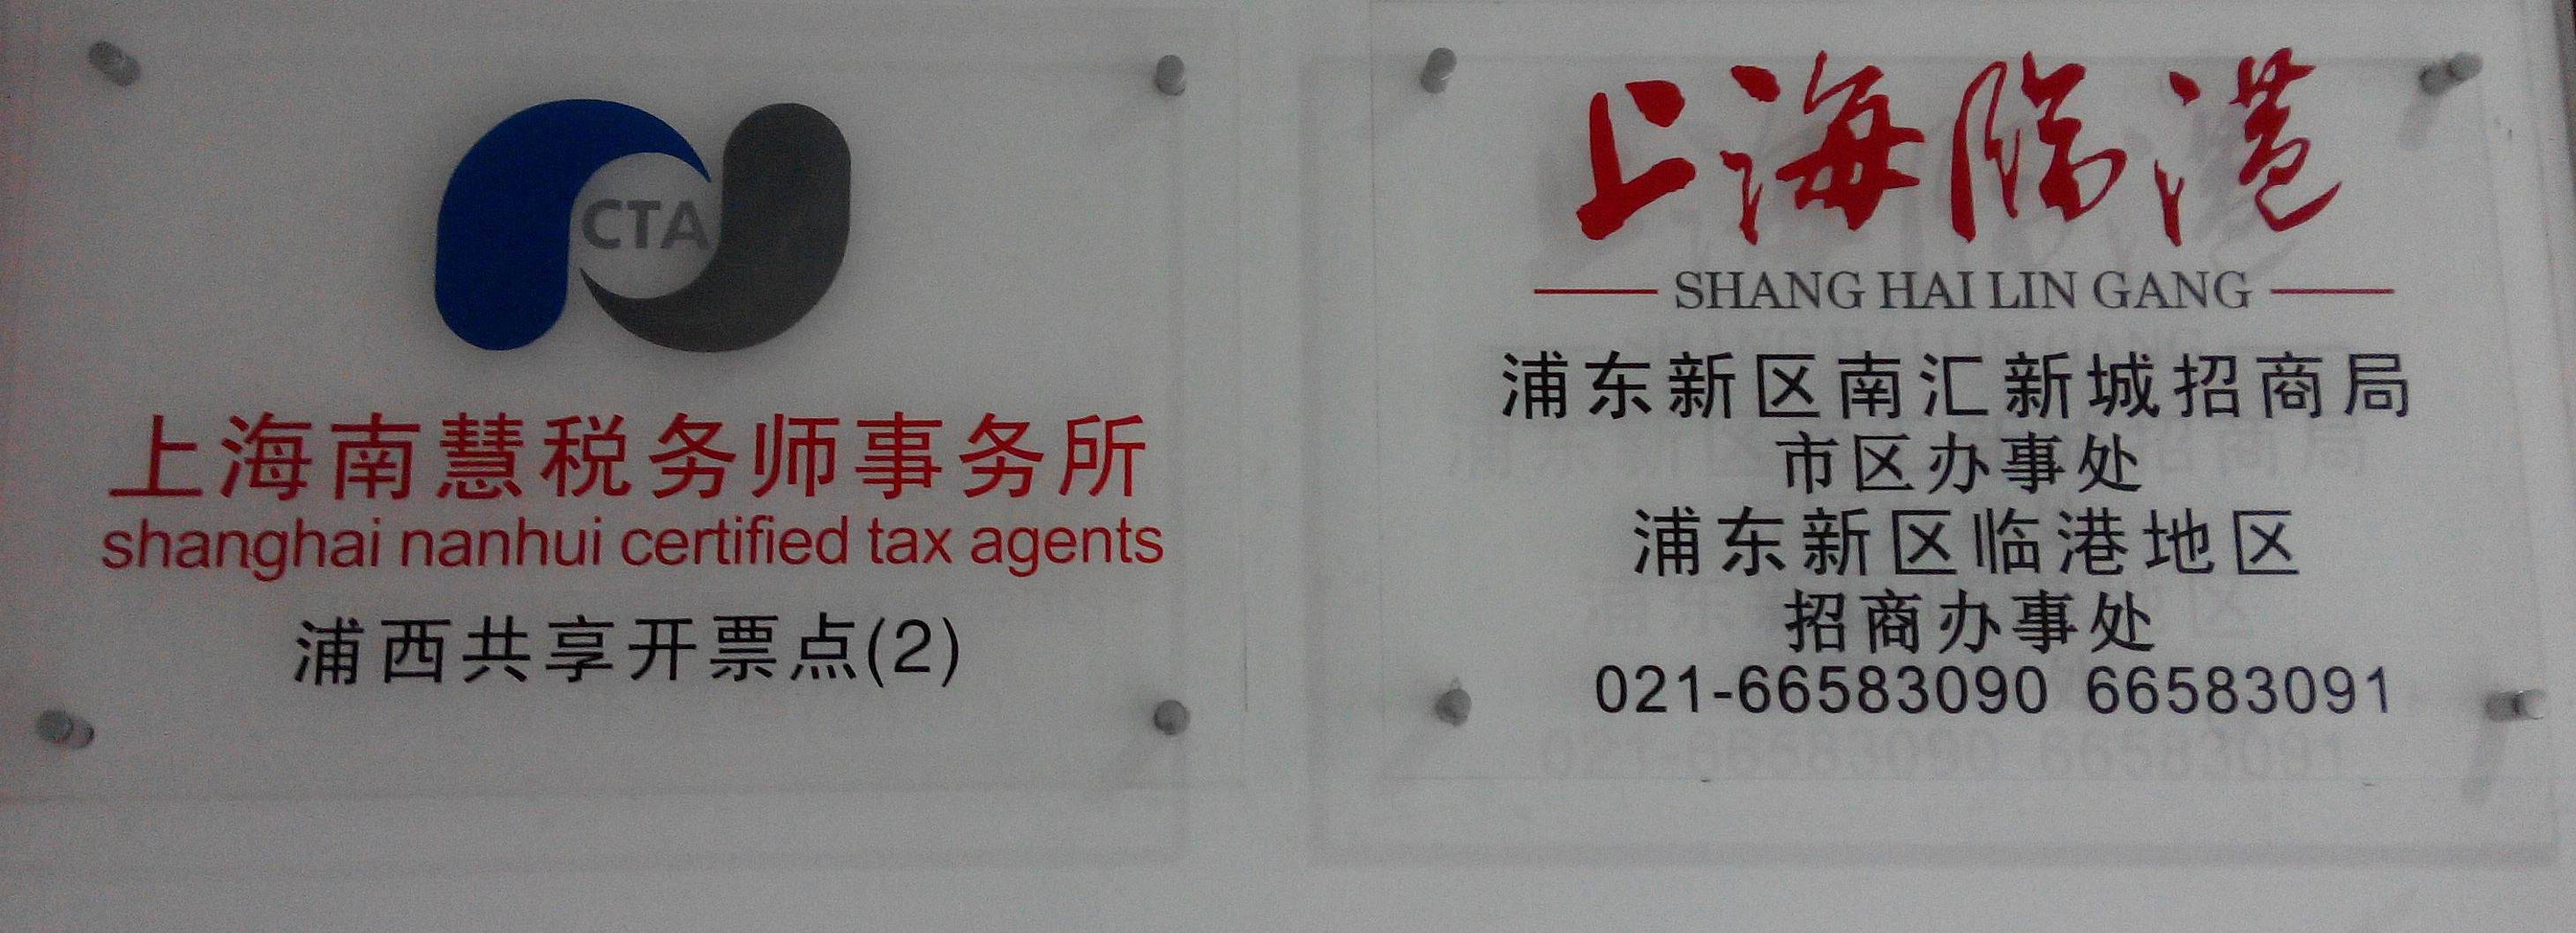 CTA
上海南慧税务师事务所
shanghai nanhui certified tax agents
浦西共享开票点(2)
上海临港
SHANG HAI LIN GANG
浦东新区南汇新城招商局
市区办事处
浦东新区临港地区
招商办事处
021-66583090 66583091